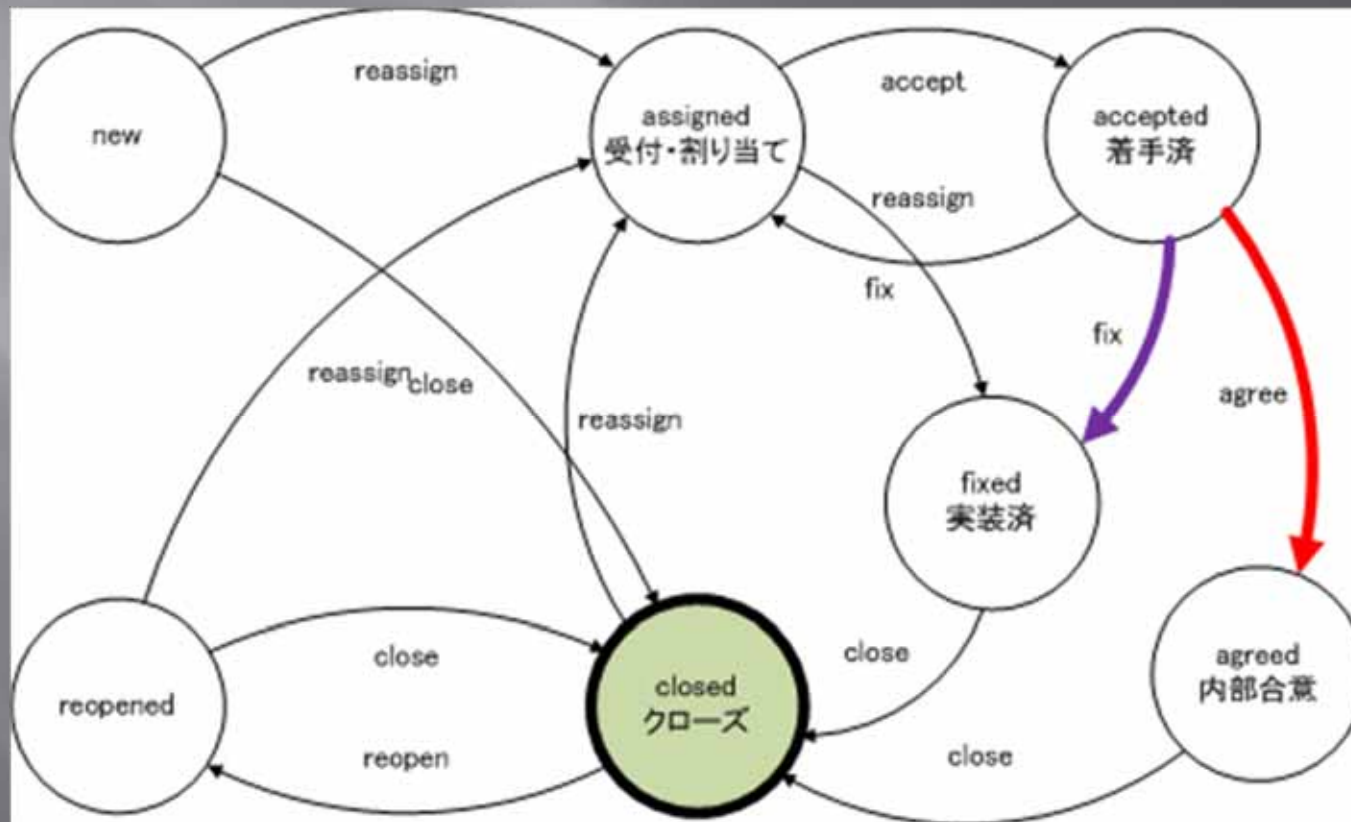 reassign
accept
new
assigned
受付・割り当て
accepted
着手済
reassign
fix
fix
reassign
close
reassign
agree
fixed
実装済
close
close
agreed
内部合意
reopened
closed
クローズ
reopen
close